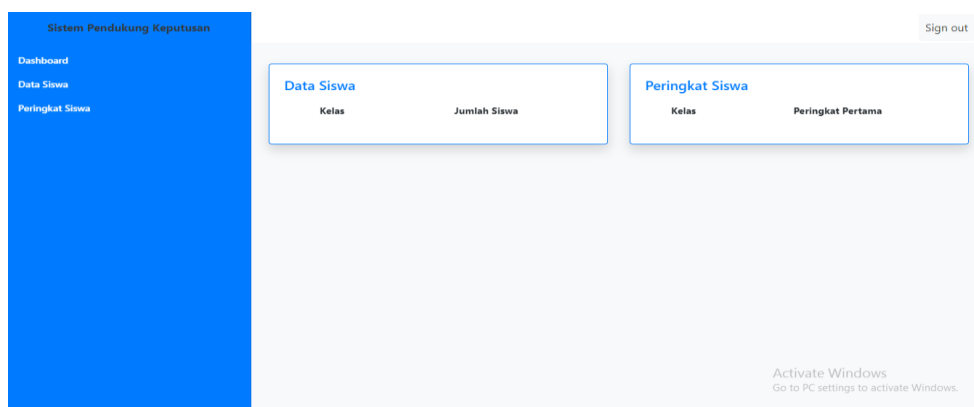 Sistem Pendukung Keputusan
Sign out
Dashboard
Data Siswa
Peringkat Siswa
Data Siswa
Kelas Jumlah Siswa
Peringkat Siswa
Kelas Peringkat Pertama
Activate Windows
Go to PC settings to activate Windows.